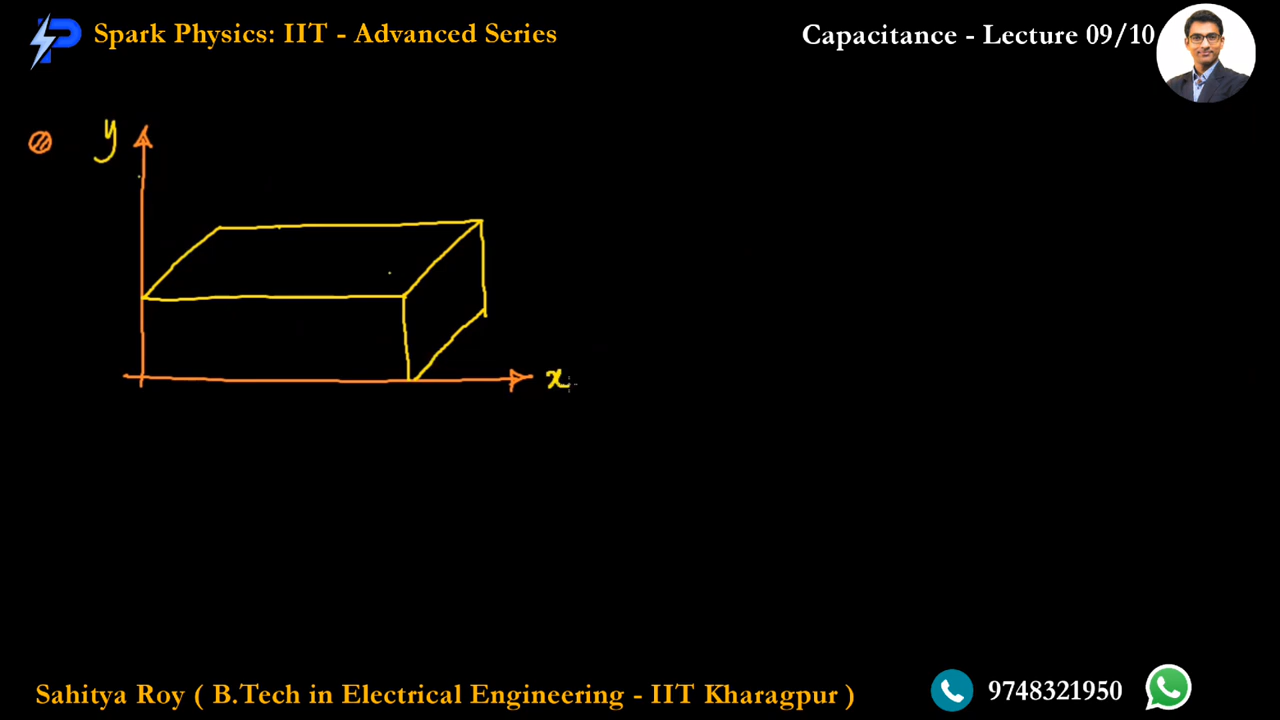 Spark Physics: IIT - Advanced Series
Capacitance - Lecture 09/10
y
x
Sahitya Roy ( B.Tech in Electrical Engineering - IIT Kharagpur )
9748321950